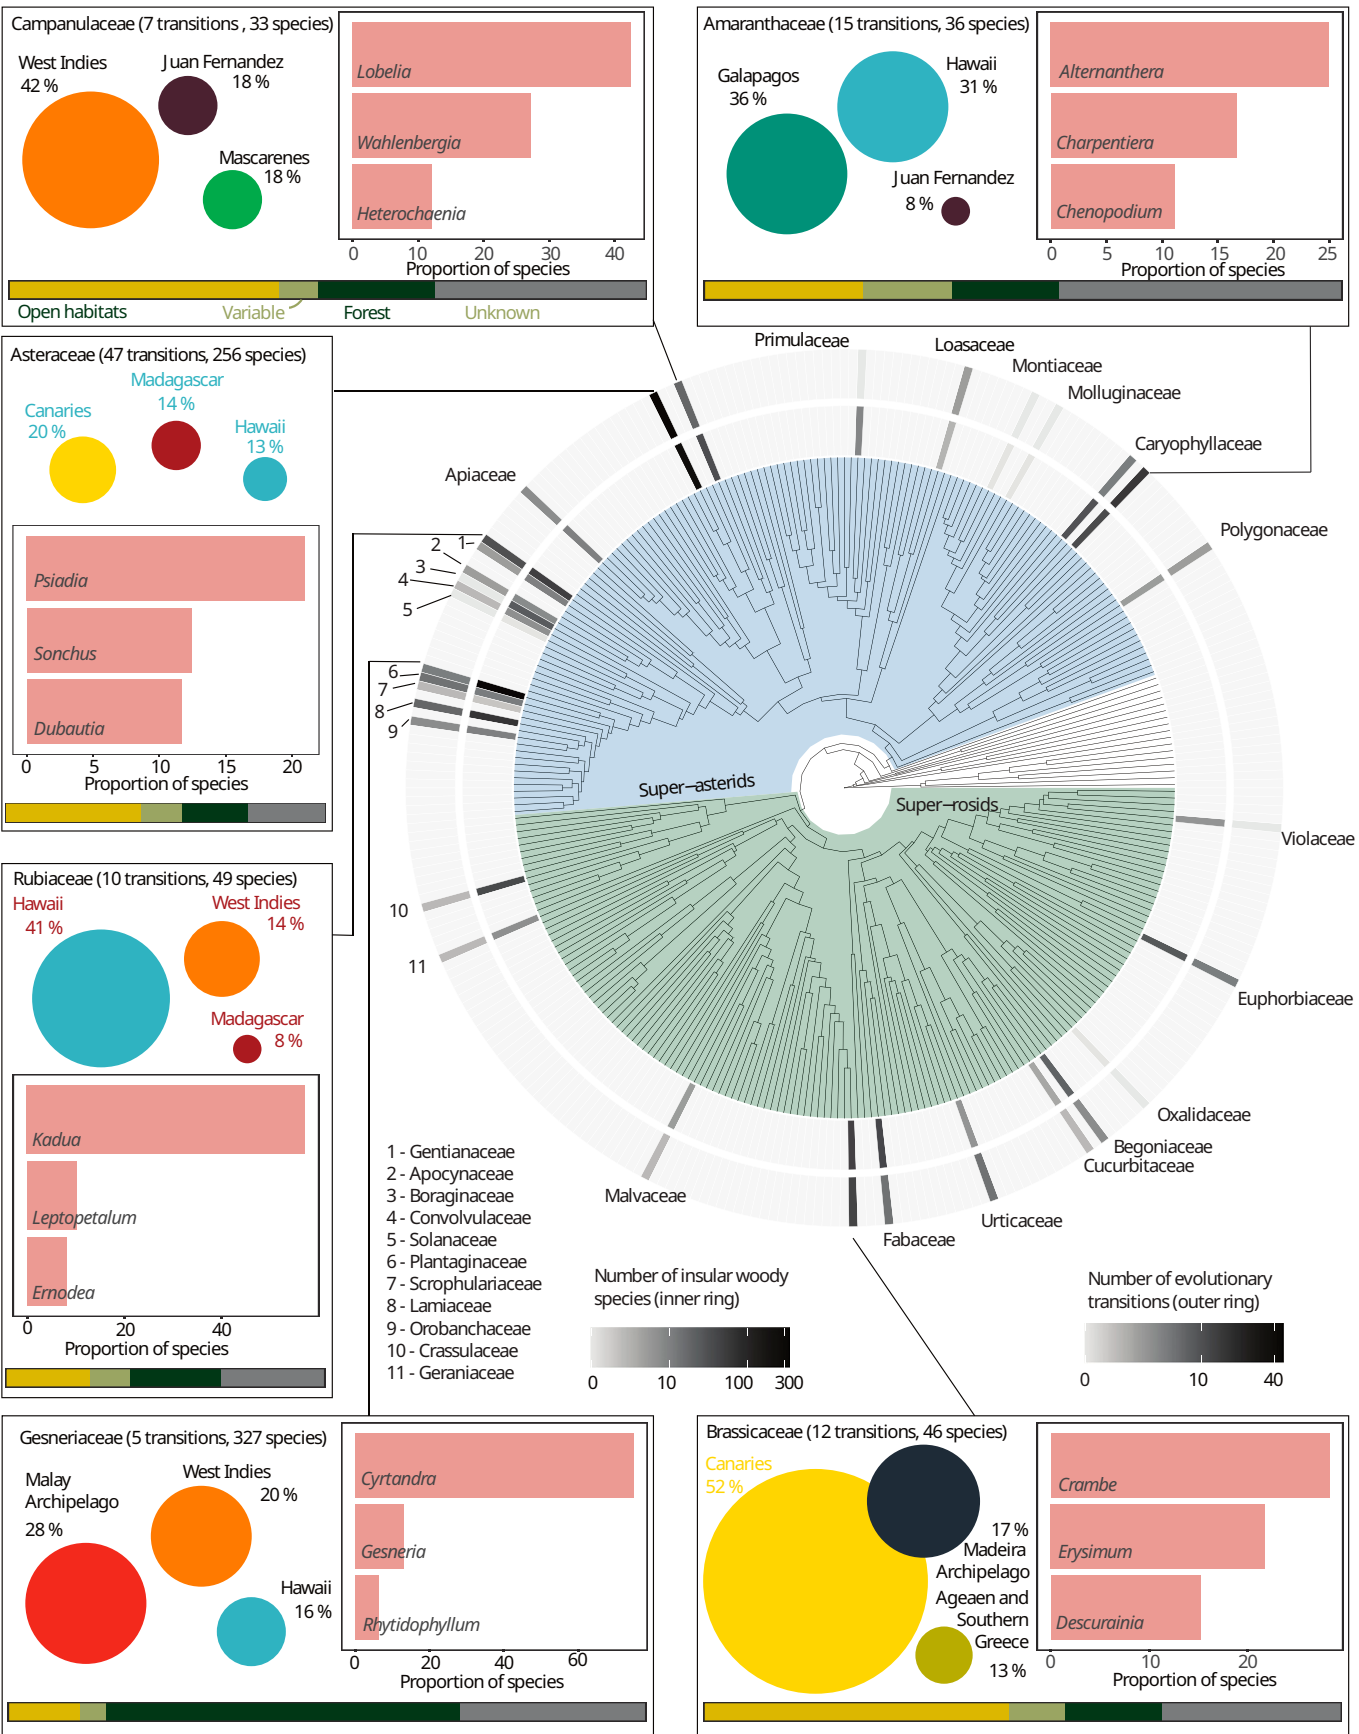 Campanulaceae (7 transitions , 33 species)
West Indies
42 %
Juan Fernandez
18 %
Mascarenes
18 %
Lobelia
Wahlenbergia
Heterochaenia
0 10 20 30 40
Proportion of species
Open habitats Variable Forest Unknown
Amaranthaceae (15 transitions, 36 species)
Galapagos
36 %
Hawaii
31 %
Juan Fernandez
8 %
Alternanthera
Charpentiera
Chenopodium
0 5 10 15 20 25
Proportion of species
Asteraceae (47 transitions, 256 species)
Madagascar
14 %
Canaries
20 %
Hawaii
13 %
Psiadia
Sonchus
Dubautia
0 5 10 15 20
Proportion of species
Primulaceae
Loasaceae
Montiaceae
Molluginaceae
Caryophyllaceae
Polygonaceae
Apiaceae
1
2
3
4
5
6
7
8
9
10
11
Super-asterids
Super-rosids
Violaceae
Euphorbiaceae
Oxalidaceae
Begoniaceae
Cucurbitaceae
Urticaceae
Fabaceae
Malvaceae
Rubiaceae (10 transitions, 49 species)
Hawaii
41 %
West Indies
14 %
Madagascar
8 %
Kadua
Leptopetalum
Ernodea
0 20 40
Proportion of species
1 - Gentianaceae
2 - Apocynaceae
3 - Boraginaceae
4 - Convolvulaceae
5 - Solanaceae
6 - Plantaginaceae
7 - Scrophulariaceae
8 - Lamiaceae
9 - Orobanchaceae
10 - Crassulaceae
11 - Geraniaceae
Number of insular woody
species (inner ring)
0 10 100 300
Number of evolutionary
transitions (outer ring)
0 10 40
Gesneriaceae (5 transitions, 327 species)
Malay
Archipelago
28 %
West Indies
20 %
Hawaii
16 %
Cyrtandra
Gesneria
Rhytidophyllum
0 20 40 60
Proportion of species
Brassicaceae (12 transitions, 46 species)
Canaries
52 %
17 %
Madeira
Archipelago
Ageaen and
Southern
Greece
13 %
Crambe
Erysimum
Descurainia
0 10 20
Proportion of species